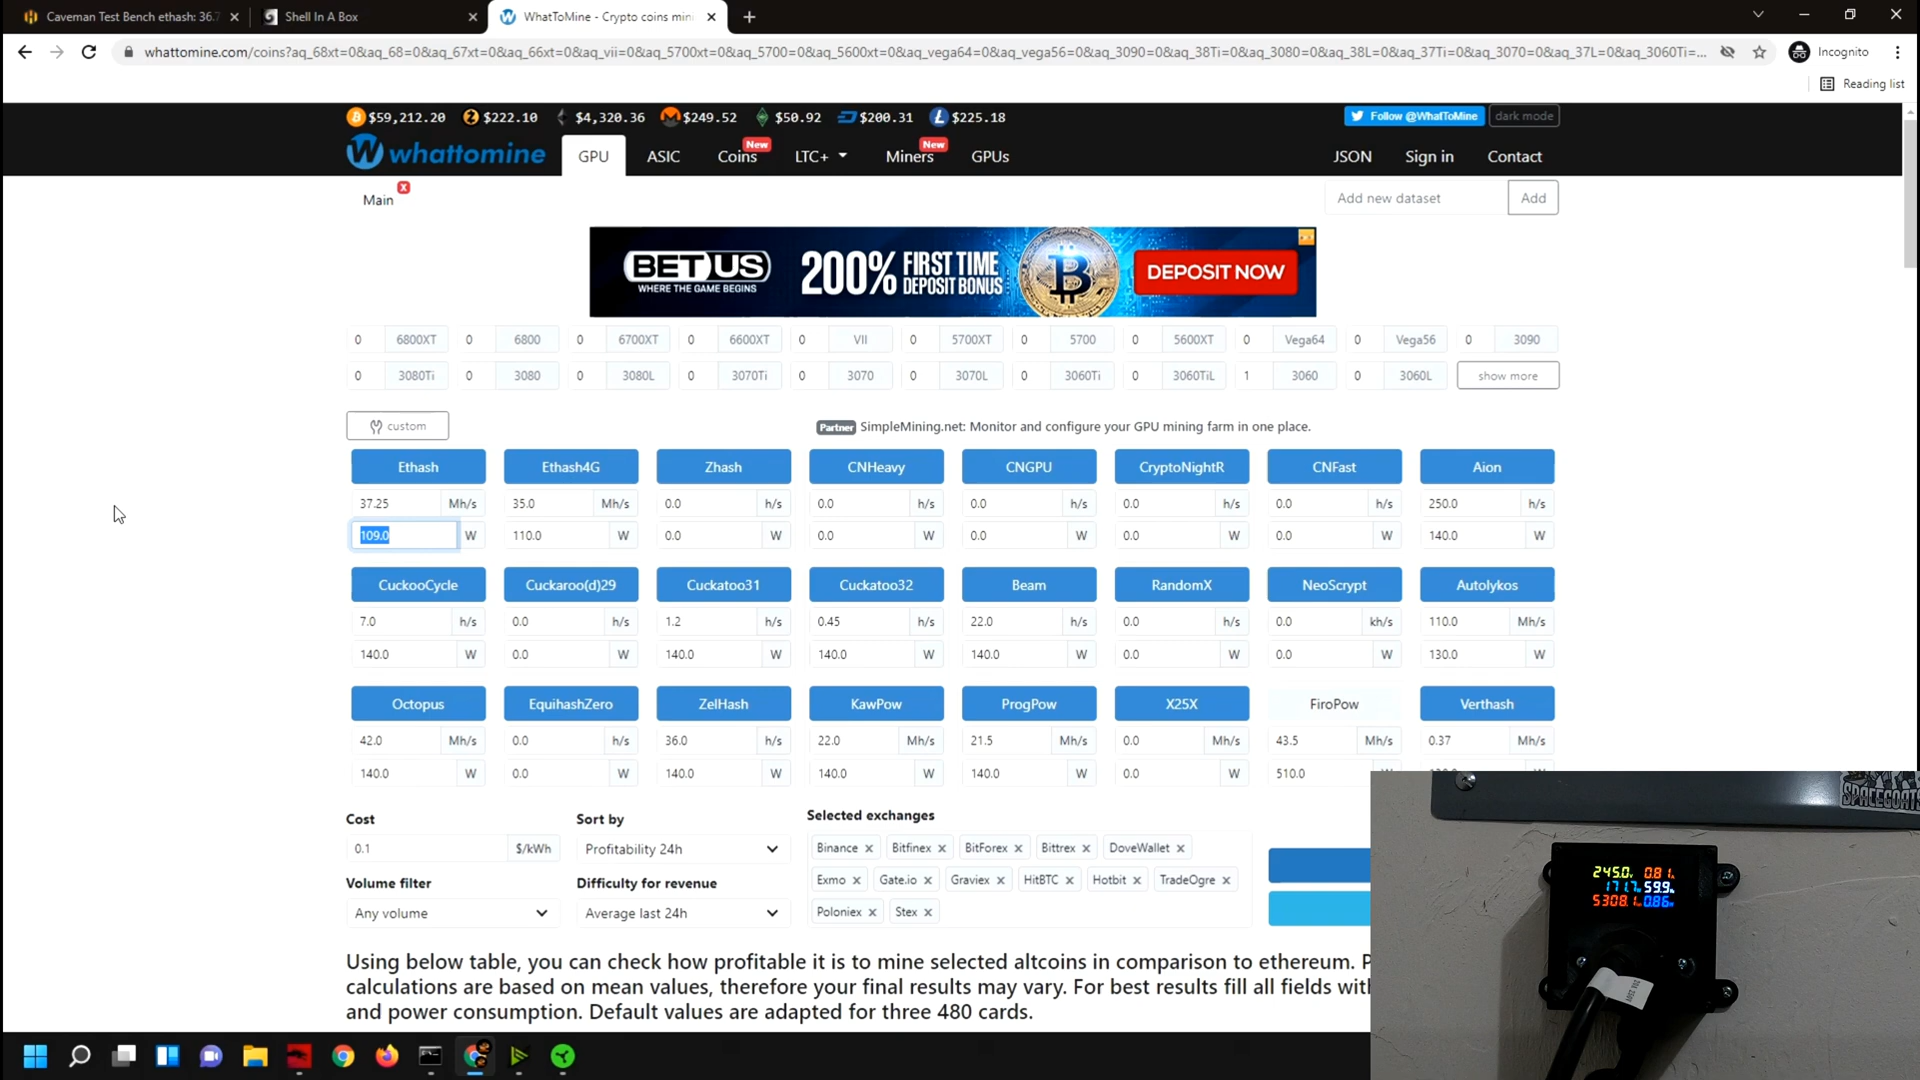 Caveman Test Bench ethash: 36.7
Shell In A Box
WhatToMine - Crypto coins mini
whattomine.com/coins?aq_68xt=0&aq_68=0&aq_67xt=0&aq_66xt=0&aq_vii=0&aq_5700xt=0&aq_5700=0&aq_5600xt=0&aq_vega64=0&aq_vega56=0&aq_3090=0&aq_38Ti=0&aq_3080=0&aq_38L=0&aq_37Ti=0&aq_3070=0&aq_37L=0&aq_3060Ti=...
Incognito
Reading list
$59,212.20 $222.10 $4,320.36 $249.52 $50.92 $200.31 $225.18
Follow @WhatToMine dark mode
whattomine
GPU ASIC Coins New LTC+ Miners New GPUs
JSON Sign in Contact
Main x
Add new dataset Add
BETUS
WHERE THE GAME BEGINS
200% FIRST TIME DEPOSIT BONUS
DEPOSIT NOW
0 6800XT 0 6800 0 6700XT 0 6600XT 0 VII 0 5700XT 0 5700 0 5600XT 0 Vega64 0 Vega56 0 3090
0 3080Ti 0 3080 0 3080L 0 3070Ti 0 3070 0 3070L 0 3060Ti 0 3060TiL 1 3060 0 3060L show more
custom
Partner SimpleMining.net: Monitor and configure your GPU mining farm in one place.
Ethash Ethash4G Zhash CNHeavy CNGPU CryptoNightR CNFast Aion
37.25 Mh/s 35.0 Mh/s 0.0 h/s 0.0 h/s 0.0 h/s 0.0 h/s 0.0 h/s 250.0 h/s
109.0 W 110.0 W 0.0 W 0.0 W 0.0 W 0.0 W 0.0 W 140.0 W
CuckooCycle Cuckaroo(d)29 Cuckatoo31 Cuckatoo32 Beam RandomX NeoScrypt Autolykos
7.0 h/s 0.0 h/s 1.2 h/s 0.45 h/s 22.0 h/s 0.0 h/s 0.0 kh/s 110.0 Mh/s
140.0 W 0.0 W 140.0 W 140.0 W 140.0 W 0.0 W 0.0 W 130.0 W
Octopus EquihashZero ZelHash KawPow ProgPow X25X FiroPow Verthash
42.0 Mh/s 0.0 h/s 36.0 h/s 22.0 Mh/s 21.5 Mh/s 0.0 Mh/s 43.5 Mh/s 0.37 Mh/s
140.0 W 0.0 W 140.0 W 140.0 W 140.0 W 0.0 W 510.0
Cost Sort by Selected exchanges
0.1 $/kWh Profitability 24h
Binance × Bitfinex × BitForex × Bittrex × DoveWallet ×
Exmo × Gate.io × Graviex × HitBTC × Hotbit × TradeOgre ×
Poloniex × Stex ×
Volume filter Difficulty for revenue
Any volume Average last 24h
SPACEGOATS
245.0 0.81
171.7 59.9
5308.1 0.86
Using below table, you can check how profitable it is to mine selected altcoins in comparison to ethereum. P
calculations are based on mean values, therefore your final results may vary. For best results fill all fields wit
and power consumption. Default values are adapted for three 480 cards.